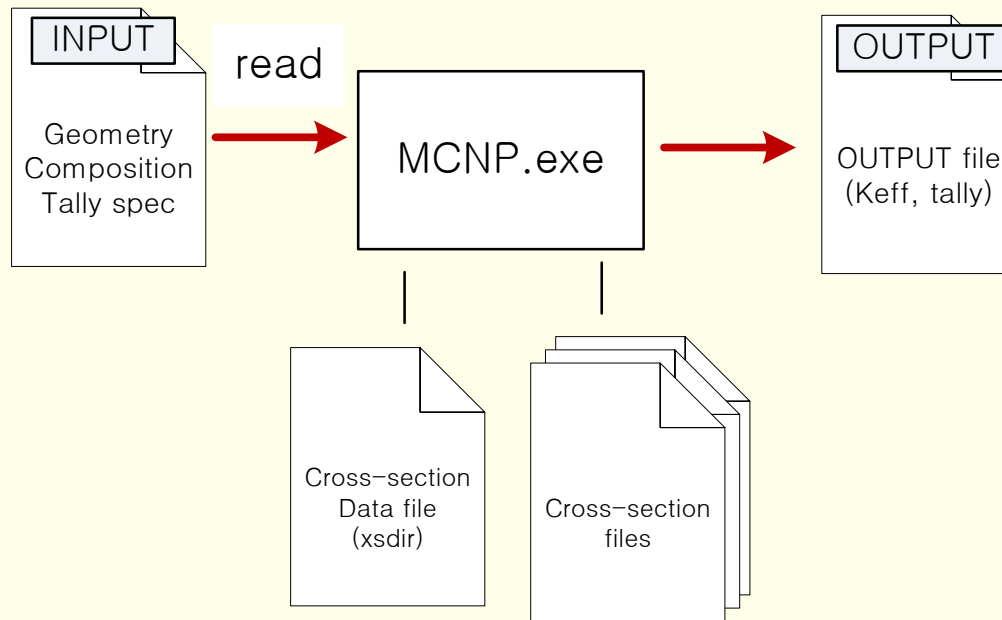 INPUT
read
Geometry
Composition
Tally spec
MCNP.exe
OUTPUT
OUTPUT file
(Keff, tally)
Cross-section
Data file
(xsdir)
Cross-section
files